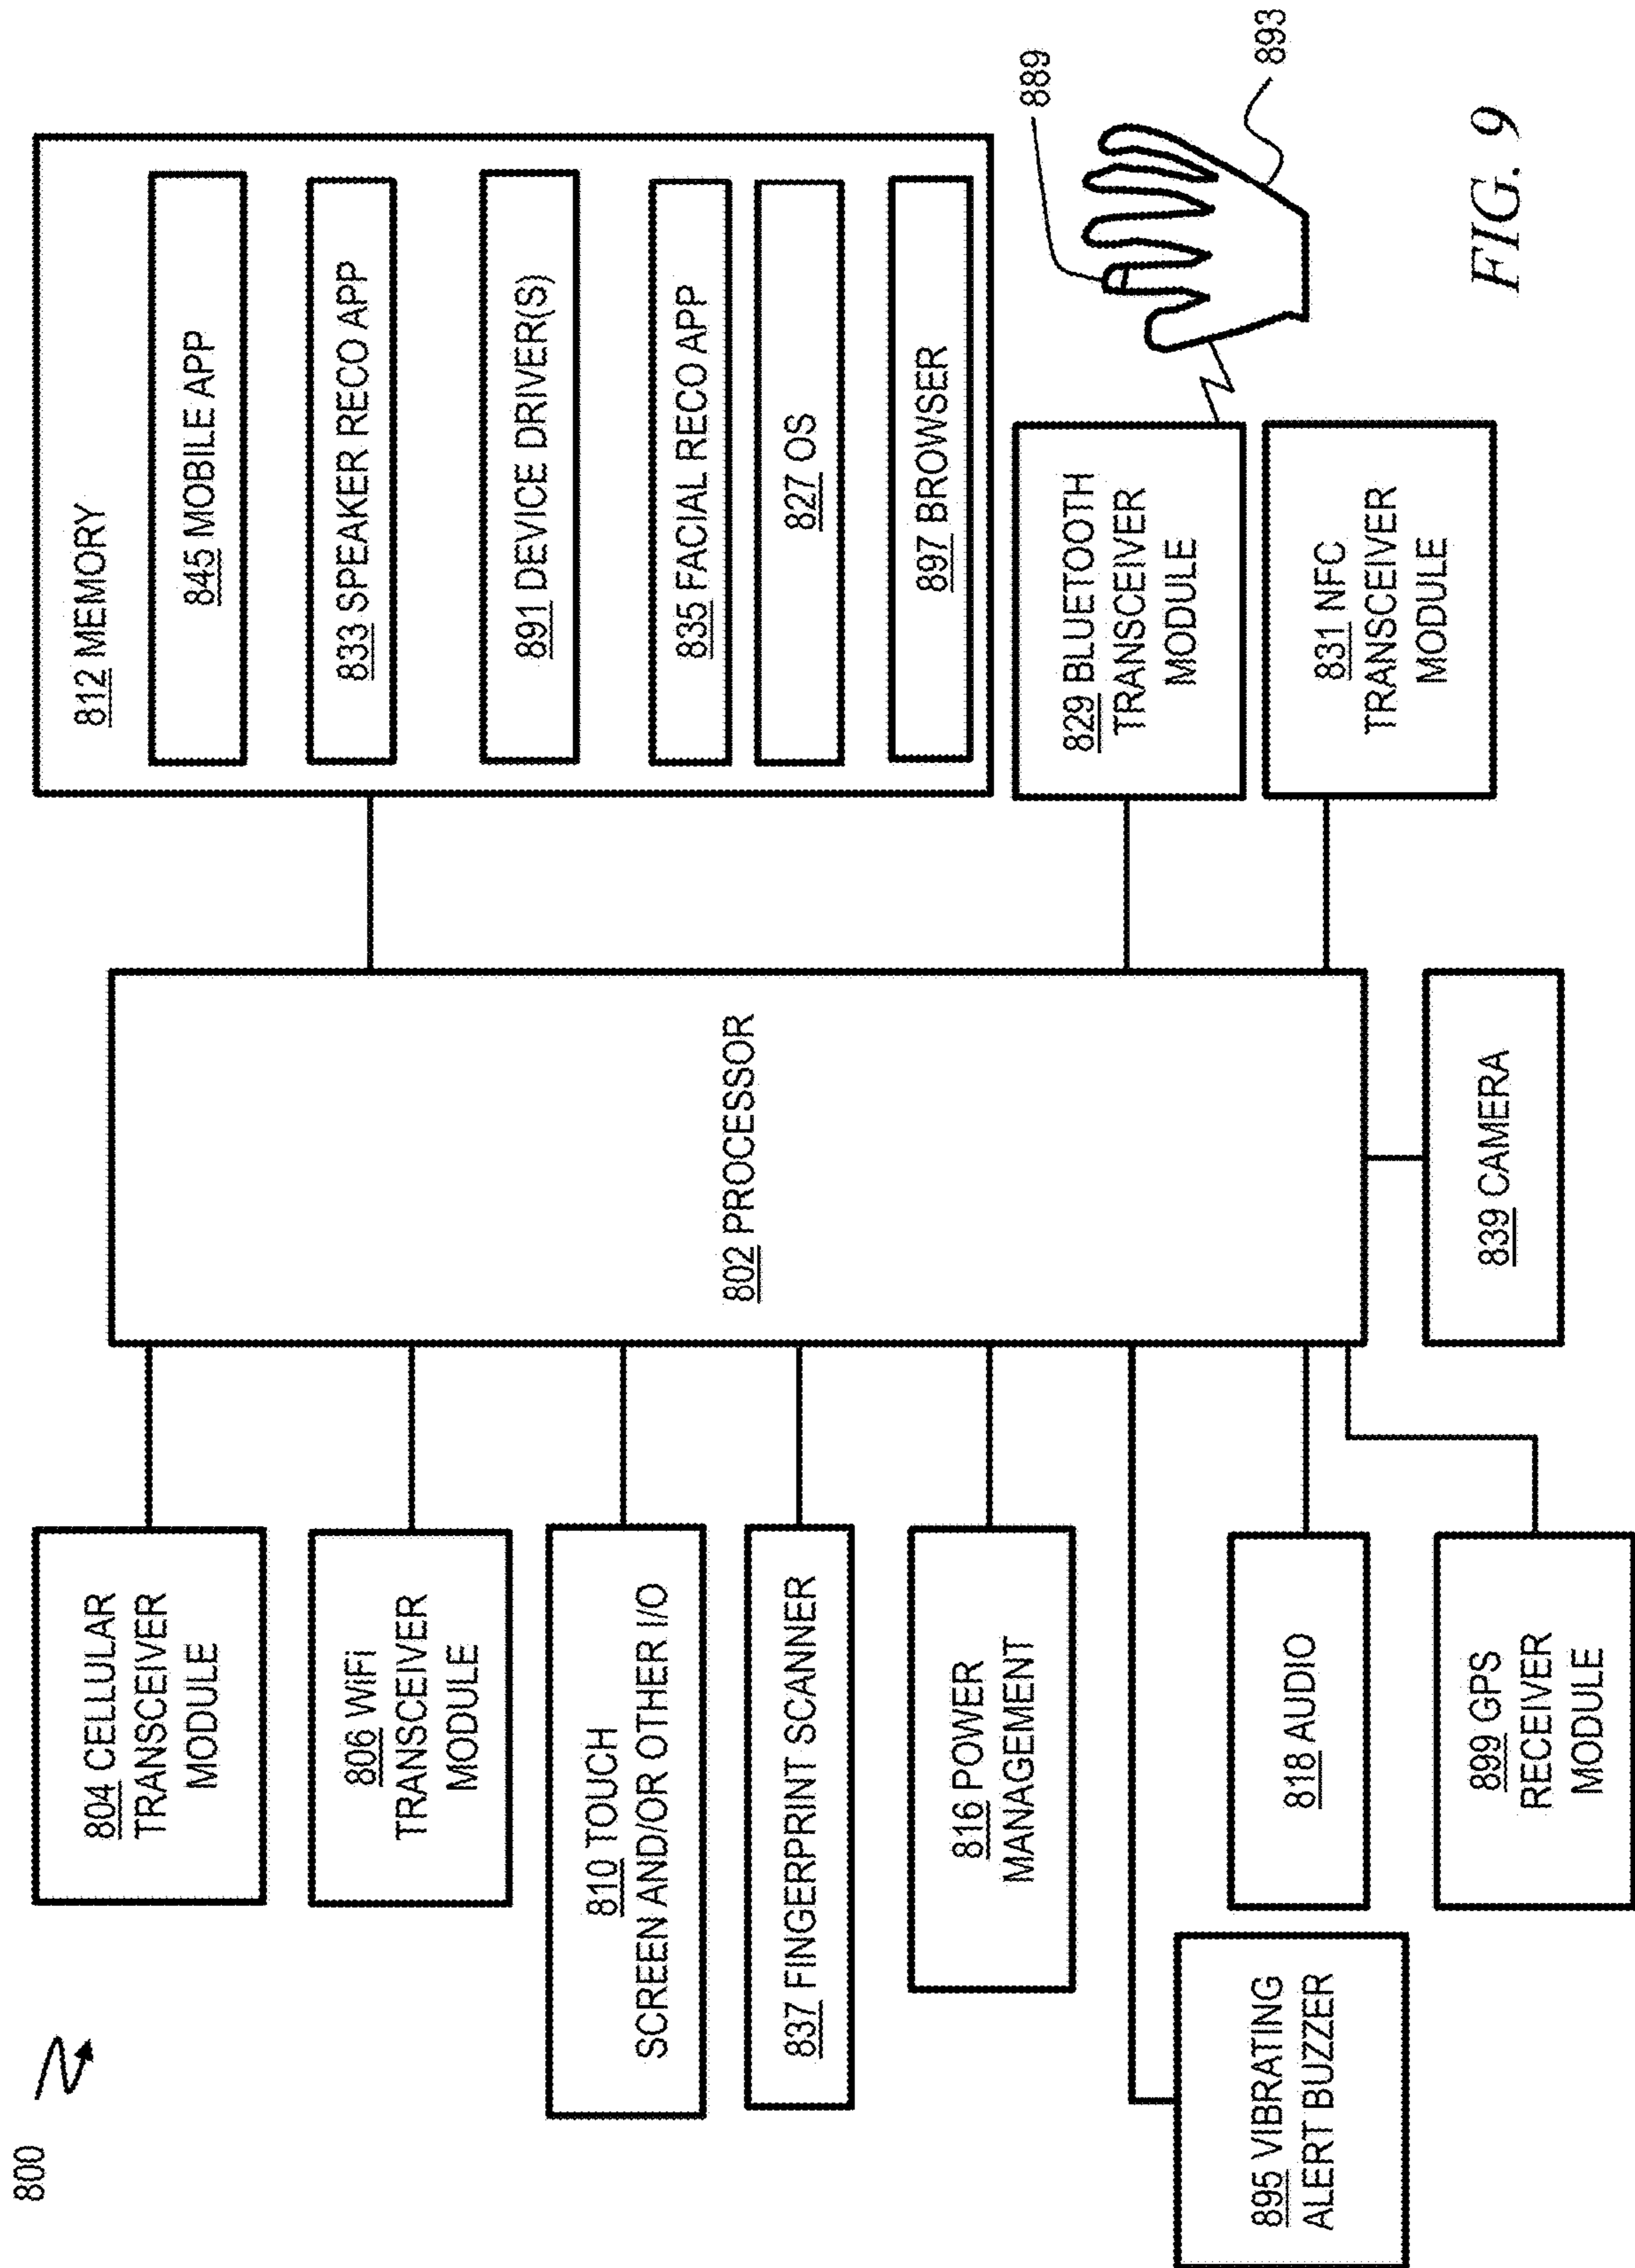 800
804 CELLULAR
TRANSCEIVER
MODULE
806 WiFi
TRANSCEIVER
MODULE
810 TOUCH
SCREEN AND/OR OTHER I/O
837 FINGERPRINT SCANNER
816 POWER
MANAGEMENT
895 VIBRATING
ALERT BUZZER
818 AUDIO
899 GPS
RECEIVER
MODULE
802 PROCESSOR
839 CAMERA
812 MEMORY
845 MOBILE APP
833 SPEAKER RECO APP
891 DEVICE DRIVER(S)
835 FACIAL RECO APP
827 OS
897 BROWSER
829 BLUETOOTH
TRANSCEIVER
MODULE
831 NFC
TRANSCEIVER
MODULE
889
893
FIG. 9